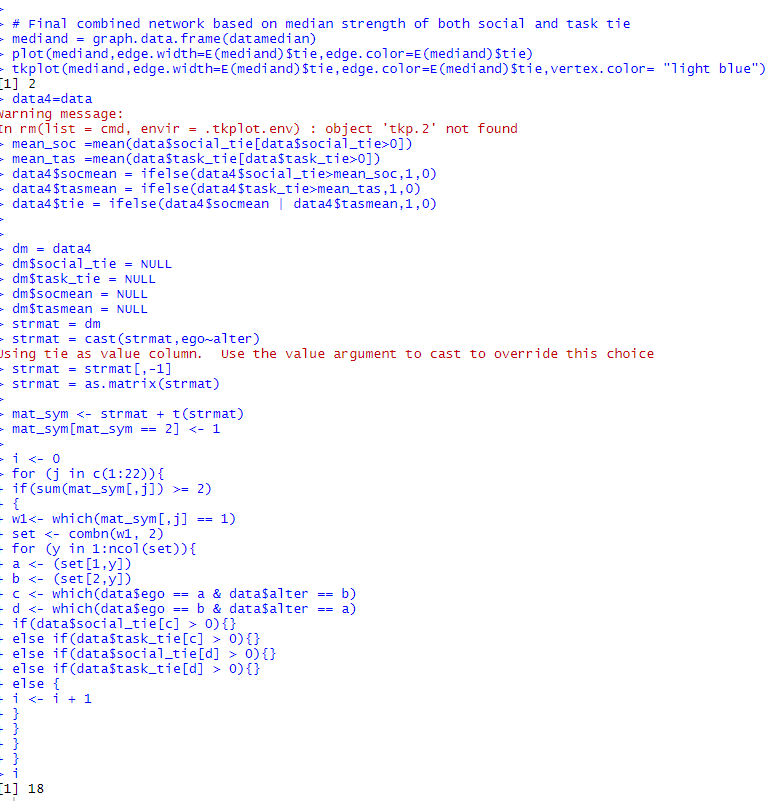 >
> # Final combined network based on median strength of both social and task tie
> mediand = graph.data.frame(datamedian)
> plot(mediand,edge.width=E(mediand)$tie,edge.color=E(mediand)$tie)
> tkplot(mediand,edge.width=E(mediand)$tie,edge.color=E(mediand)$tie,vertex.color= "light blue")
[1] 2
> data4=data
Warning message:
In rm(list = cmd, envir = .tkplot.env) : object 'tkp.2' not found
> mean_soc =mean(data$social_tie[data$social_tie>0])
> mean_tas =mean(data$task_tie[data$task_tie>0])
> data4$socmean = ifelse(data4$social_tie>mean_soc,1,0)
> data4$tasmean = ifelse(data4$task_tie>mean_tas,1,0)
> data4$tie = ifelse(data4$socmean | data4$tasmean,1,0)
>
>
> dm = data4
> dm$social_tie = NULL
> dm$task_tie = NULL
> dm$socmean = NULL
> dm$tasmean = NULL
> strmat = dm
> strmat = cast(strmat,ego~alter)
Using tie as value column.  Use the value argument to cast to override this choice
> strmat = strmat[,-1]
> strmat = as.matrix(strmat)
>
> mat_sym <- strmat + t(strmat)
> mat_sym[mat_sym == 2] <- 1
>
> i <- 0
> for (j in c(1:22)){
+ if(sum(mat_sym[,j]) >= 2)
+ {
+ w1<- which(mat_sym[,j] == 1)
+ set <- combn(w1, 2)
+ for (y in 1:ncol(set)){
+ a <- (set[1,y])
+ b <- (set[2,y])
+ c <- which(data$ego == a & data$alter == b)
+ d <- which(data$ego == b & data$alter == a)
+ if(data$social_tie[c] > 0){}
+ else if(data$task_tie[c] > 0){}
+ else if(data$social_tie[d] > 0){}
+ else if(data$task_tie[d] > 0){}
+ else {
+ i <- i + 1
+ }
+ }
+ }
+ }
> i
[1] 18